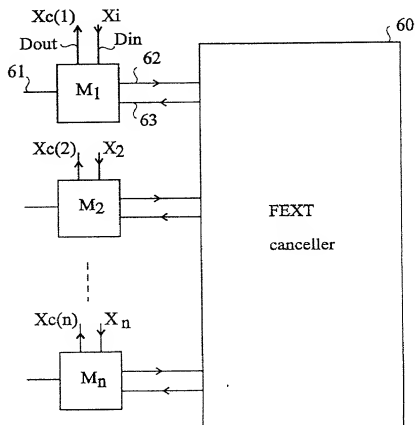 60
Xc(1) Xi
Dout Din
61 M1 62
63
Xc(2) X2
M2
FEXT
canceller
Xc(n) Xn
Mn